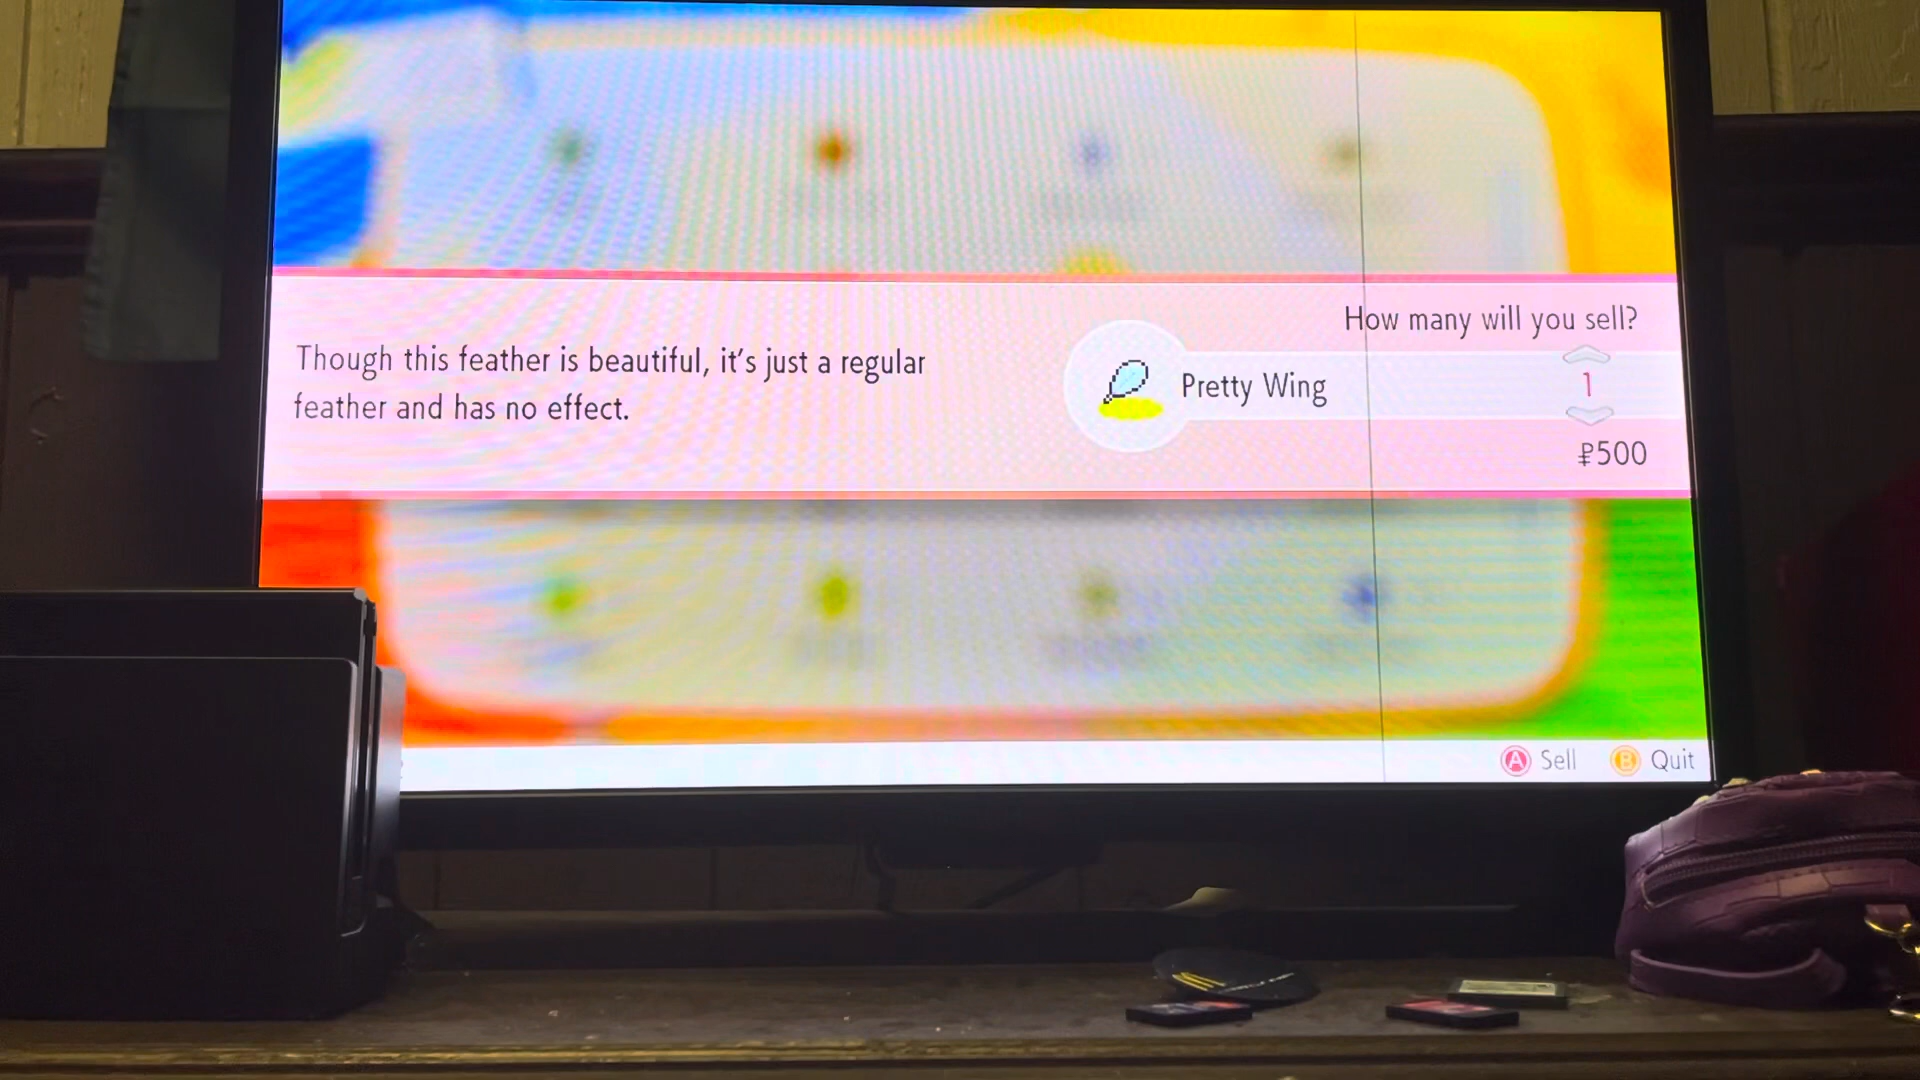 How many will you sell?
Though this feather is beautiful, it's just a regular
feather and has no effect.
Pretty Wing
1
₽500
A Sell
B Quit